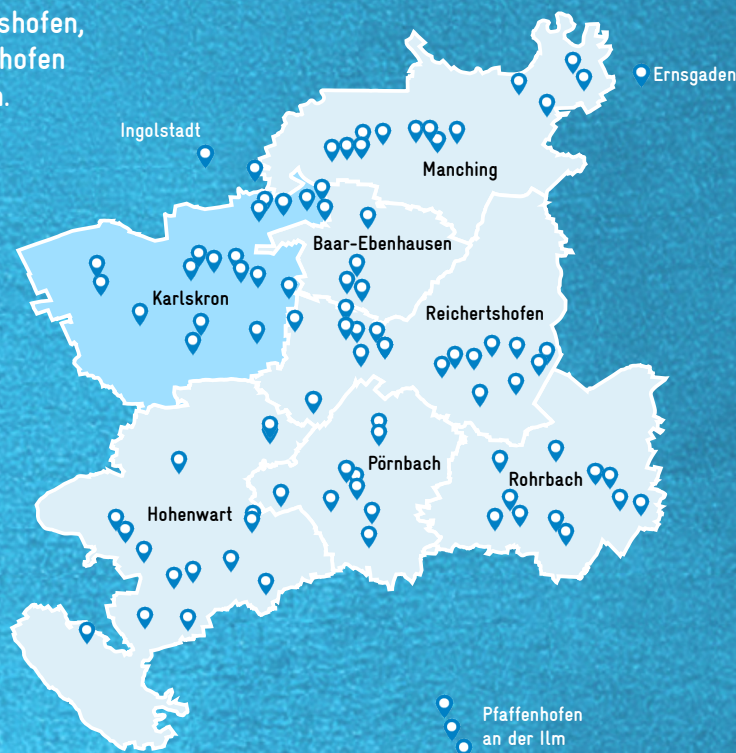 shofen,
hofen
.
Ernsgaden
Ingolstadt
Manching
Baar-Ebenhausen
Karlskron
Reichertshofen
Pörnbach
Rohrbach
Hohenwart
Pfaffenhofen
an der Ilm